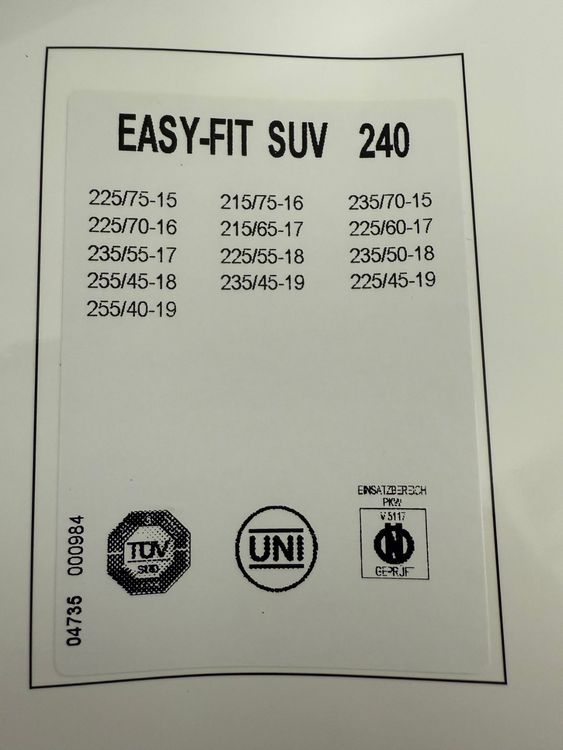 EASY-FIT SUV 240
225/75-15 215/75-16 235/70-15
225/70-16 215/65-17 225/60-17
235/55-17 225/55-18 235/50-18
255/45-18 235/45-19 225/45-19
255/40-19
04735 000984
TÜV
SÜD
UNI
EINSATZBEREICH
PKW
V 5117
GEPRÜFT